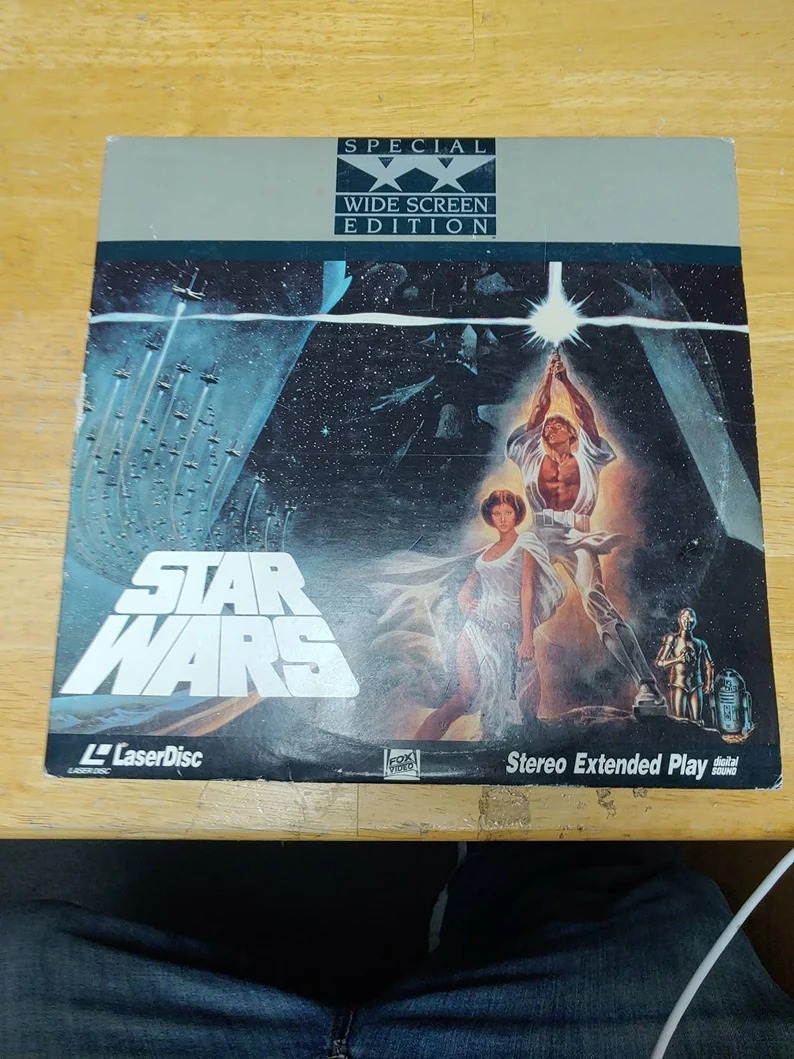 SPECIAL
WIDE SCREEN
EDITION
STAR
WARS
LaserDisc
LASER DISC
FOX
VIDEO
Stereo Extended Play
digital
SOUND